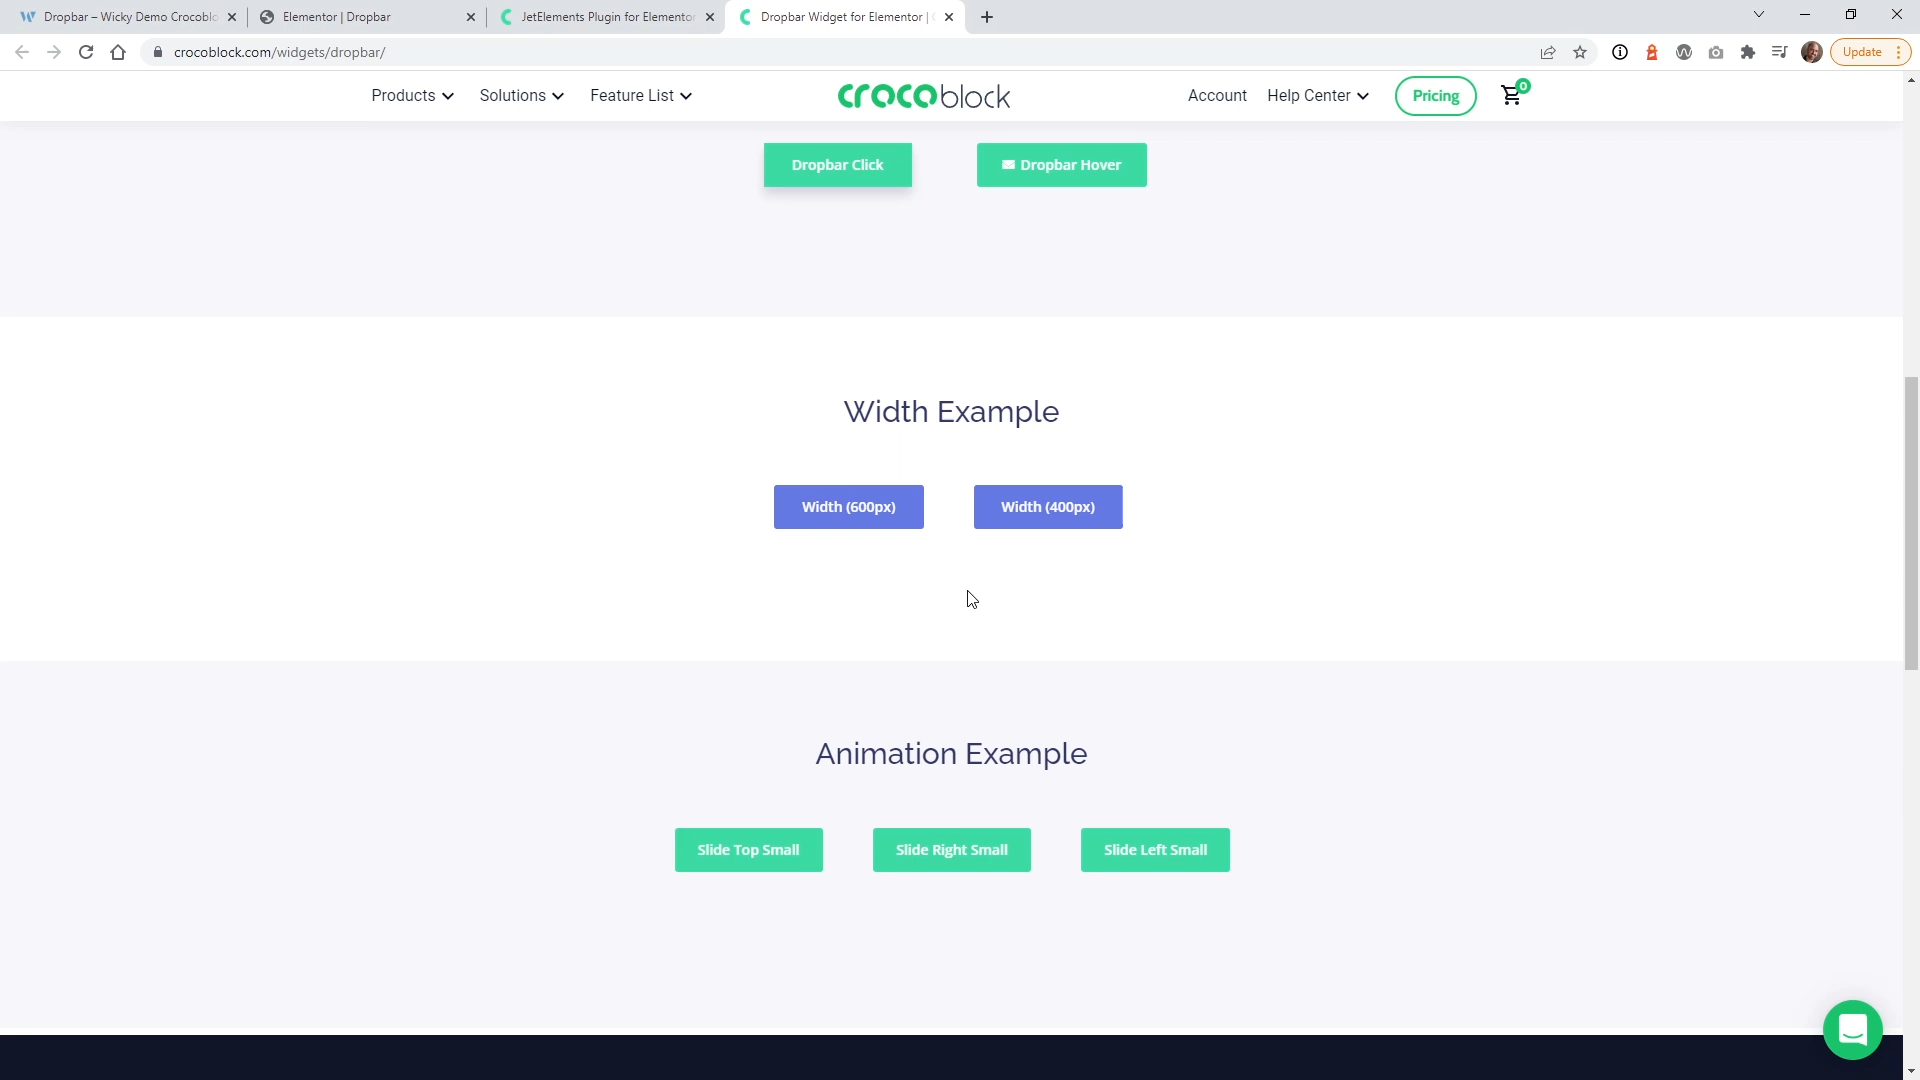 Dropbar – Wicky Demo Crocoblo
Elementor | Dropbar
JetElements Plugin for Elementor
Dropbar Widget for Elementor |
crocoblock.com/widgets/dropbar/
Update
Products
Solutions
Feature List
crocoblock
Account
Help Center
Pricing
0
Dropbar Click
Dropbar Hover
Width Example
Width (600px)
Width (400px)
Animation Example
Slide Top Small
Slide Right Small
Slide Left Small